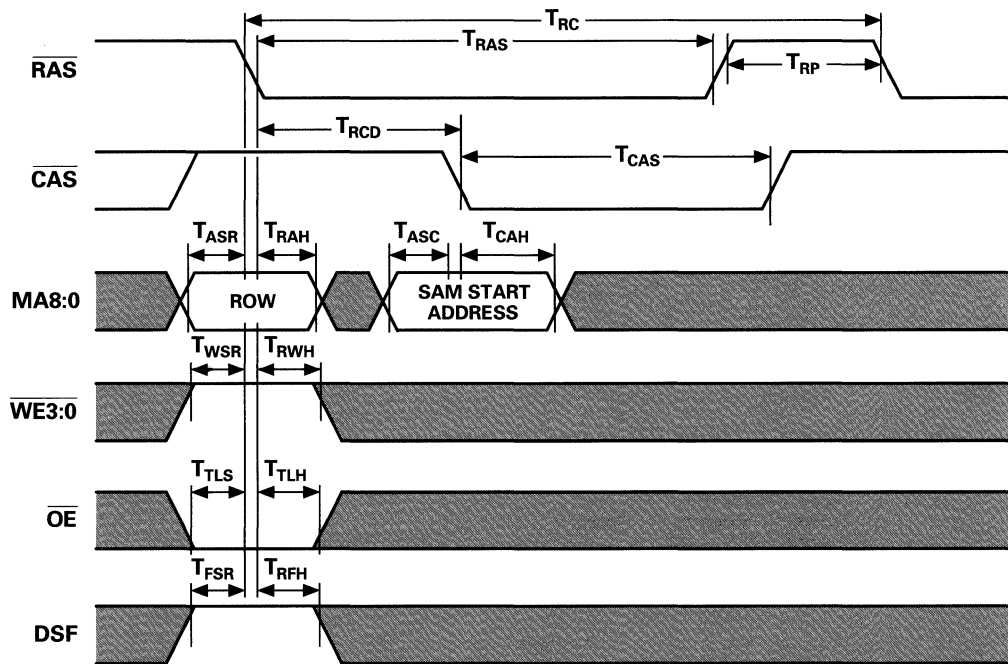 T_RC
T_RAS
RAS
T_RP
T_RCD
T_CAS
CAS
T_ASR T_RAH T_ASC T_CAH
MA8:0
ROW
SAM START
ADDRESS
T_WSR T_RWH
WE3:0
T_TLS T_TLH
OE
T_FSR T_RFH
DSF